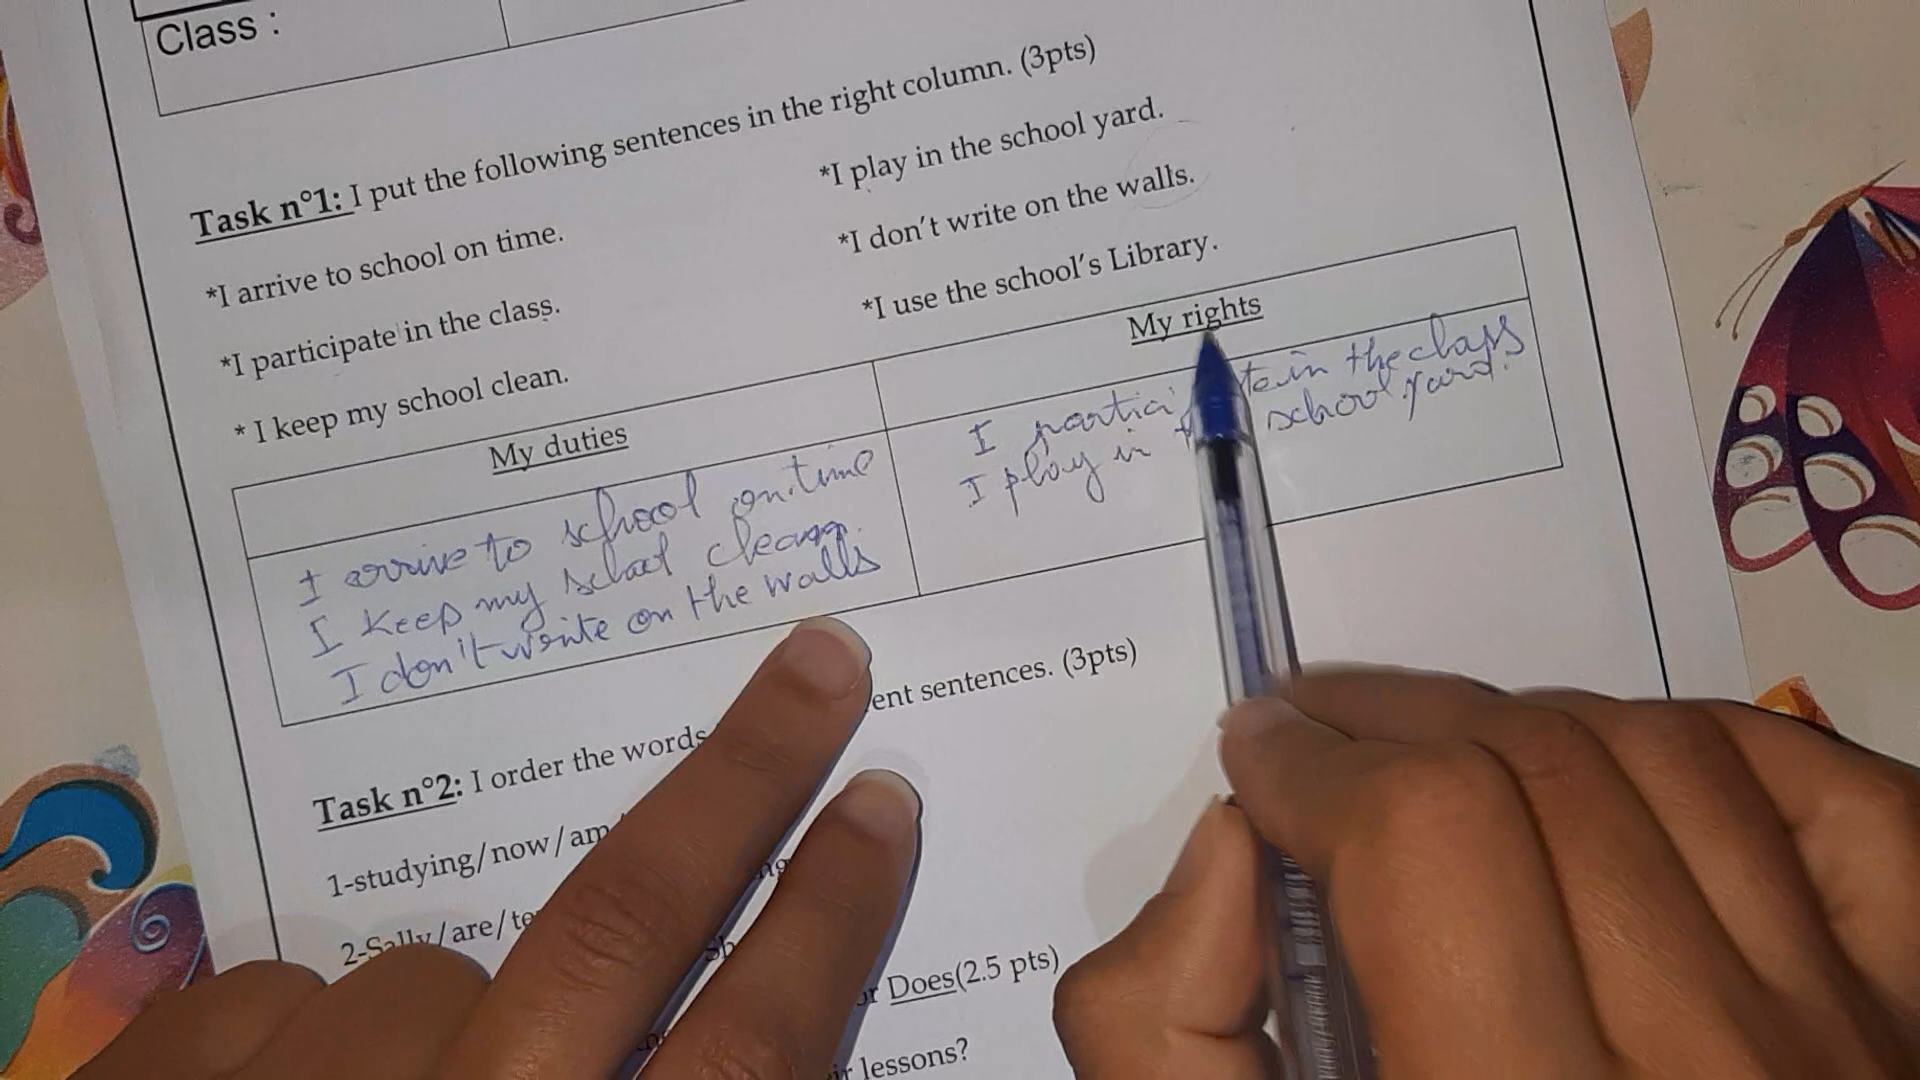 Class :
Task n°1: I put the following sentences in the right column. (3pts)
*I arrive to school on time.
*I play in the school yard.
*I participate in the class.
*I don't write on the walls.
* I keep my school clean.
*I use the school's Library.
My duties
My rights
I arrive to school on time
I keep my school clean.
I don't write on the walls
in the class
I play in school yard.
Task n°2: I order the words sentences. (3pts)
1-studying/now/am
2-Sally/are/
Does(2.5 pts)
lessons?